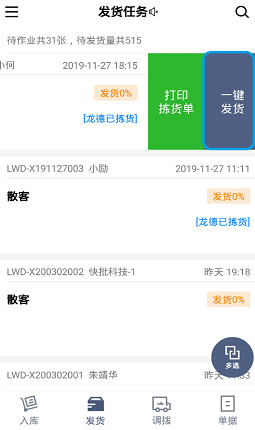 发货任务
待作业共31张，待发货量共515
小何 2019-11-27 18:15
发货0%
[龙德已拣货]
打印
拣货单
一键
发货
LWD-X191127003 小励 2019-11-27 11:11
散客 发货0%
[龙德已拣货]
LWD-X200302002 快批科技-1 昨天 19:18
散客 发货0%
多选
LWD-X200302001 朱婧华 昨天
入库 发货 调拨 单据